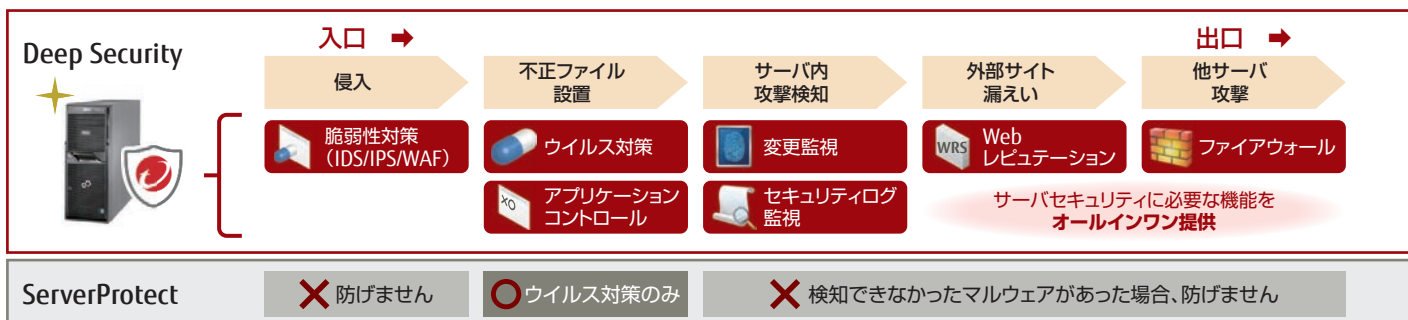 Deep Security
入口 ➡
出口 ➡
侵入
不正ファイル
設置
サーバ内
攻撃検知
外部サイト
漏えい
他サーバ
攻撃
脆弱性対策
（IDS/IPS/WAF）
ウイルス対策
変更監視
WRS
Web
レピュテーション
ファイアウォール
XO
アプリケーション
コントロール
セキュリティログ
監視
サーバセキュリティに必要な機能を
オールインワン提供
ServerProtect
防げません
ウイルス対策のみ
検知できなかったマルウェアがあった場合、防げません